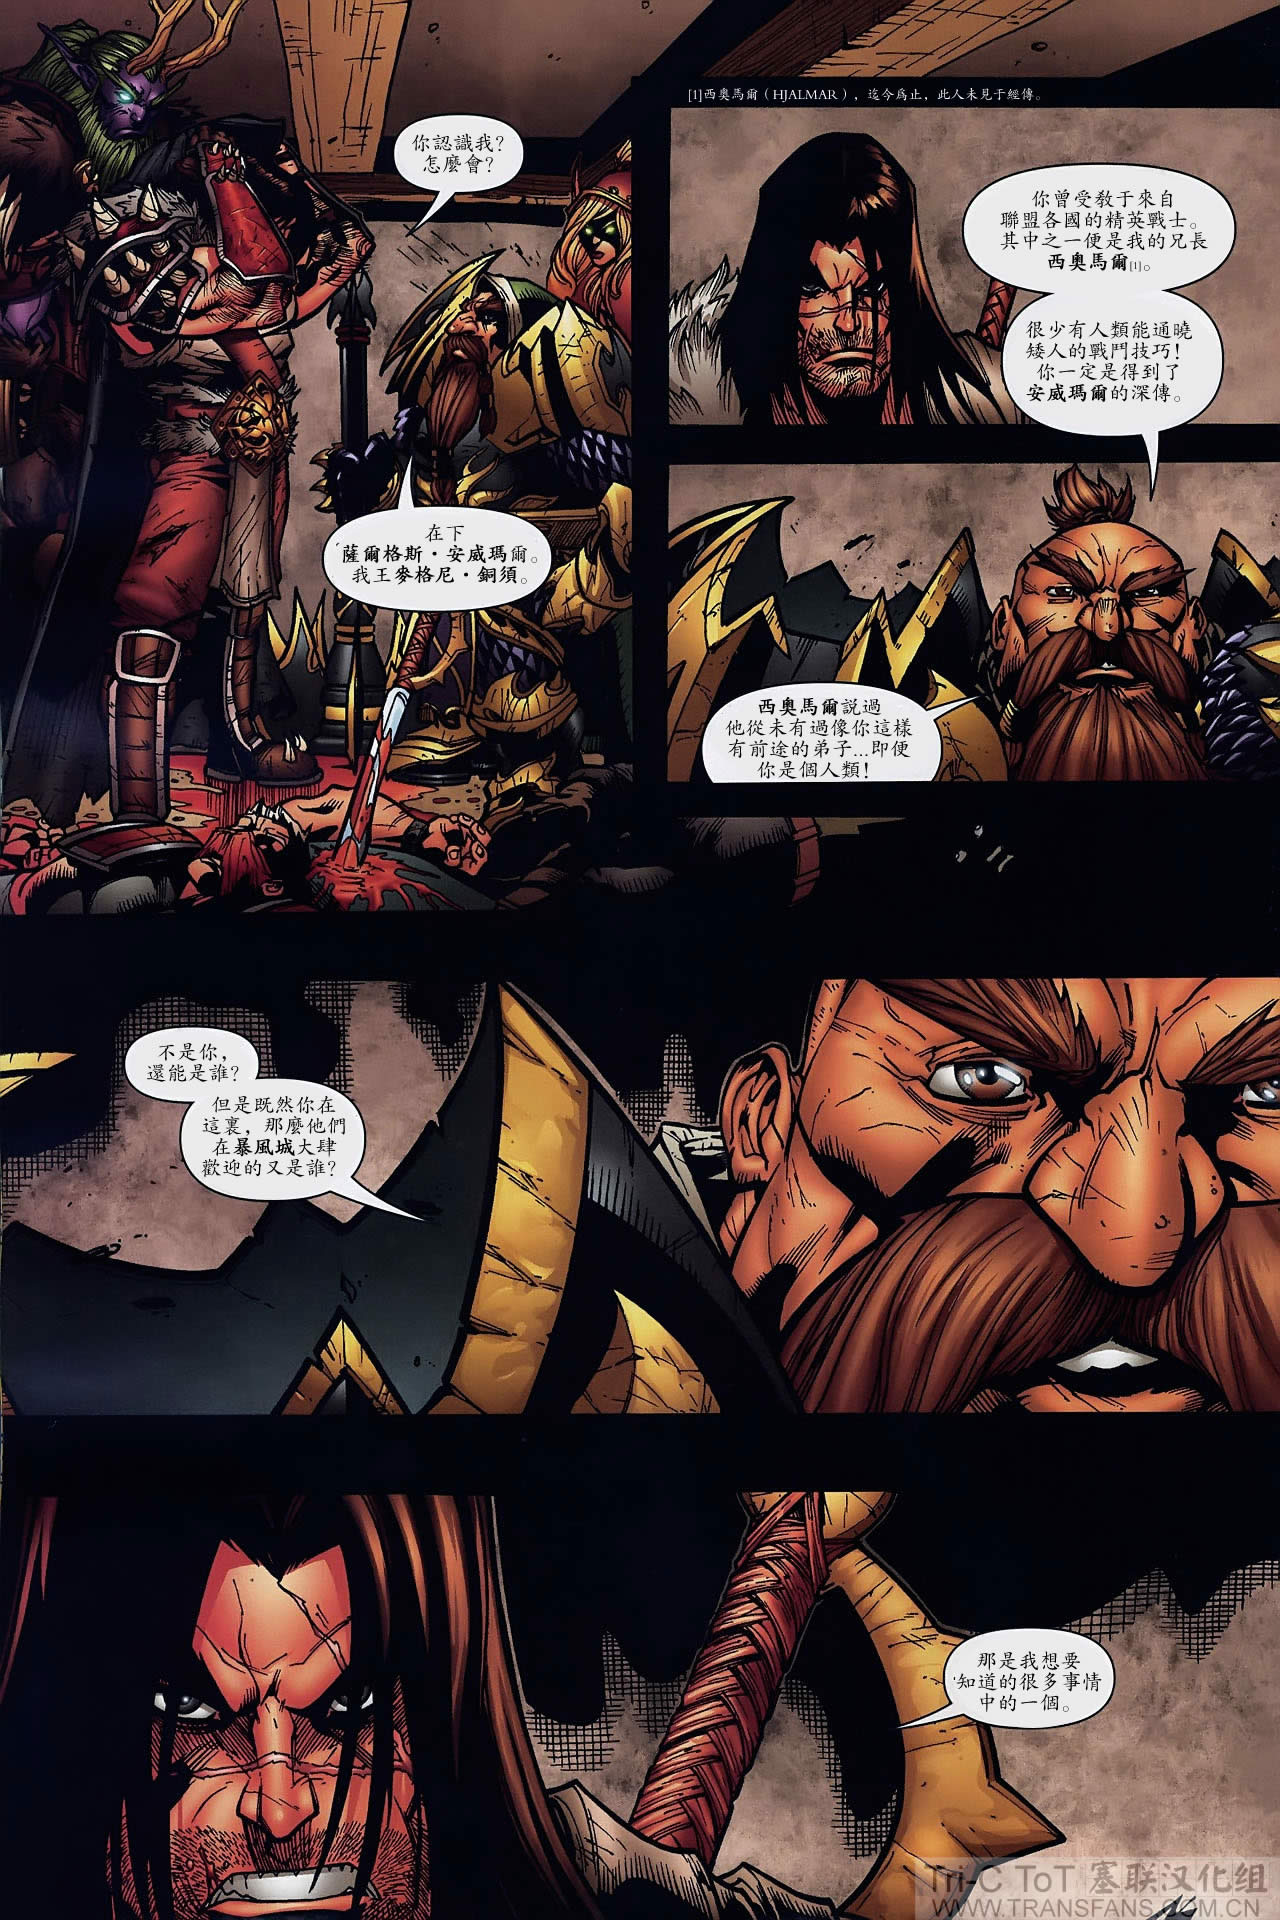 你認識我?
怎麼會?
在下
薩爾格斯·安威瑪爾。
我王麥格尼·銅須。
[1]西奧馬爾（HJALMAR），迄今爲止，此人未見于經傳。
你曾受教于來自
聯盟各國的精英戰士。
其中之一便是我的兄長
西奧馬爾[1]。
很少有人類能通曉
矮人的戰鬥技巧!
你一定是得到了
安威瑪爾的深傳。
西奧馬爾説過
他從未有過像你這樣
有前途的弟子...即便
你是個人類!
不是你,
還能是誰?
但是既然你在
這裏，那麼他們
在暴風城大肆
歡迎的又是誰?
那是我想要
知道的很多事情
中的一個。
Tri-C ToT 塞联汉化组
WWW.TRANSFANS.COM.CN